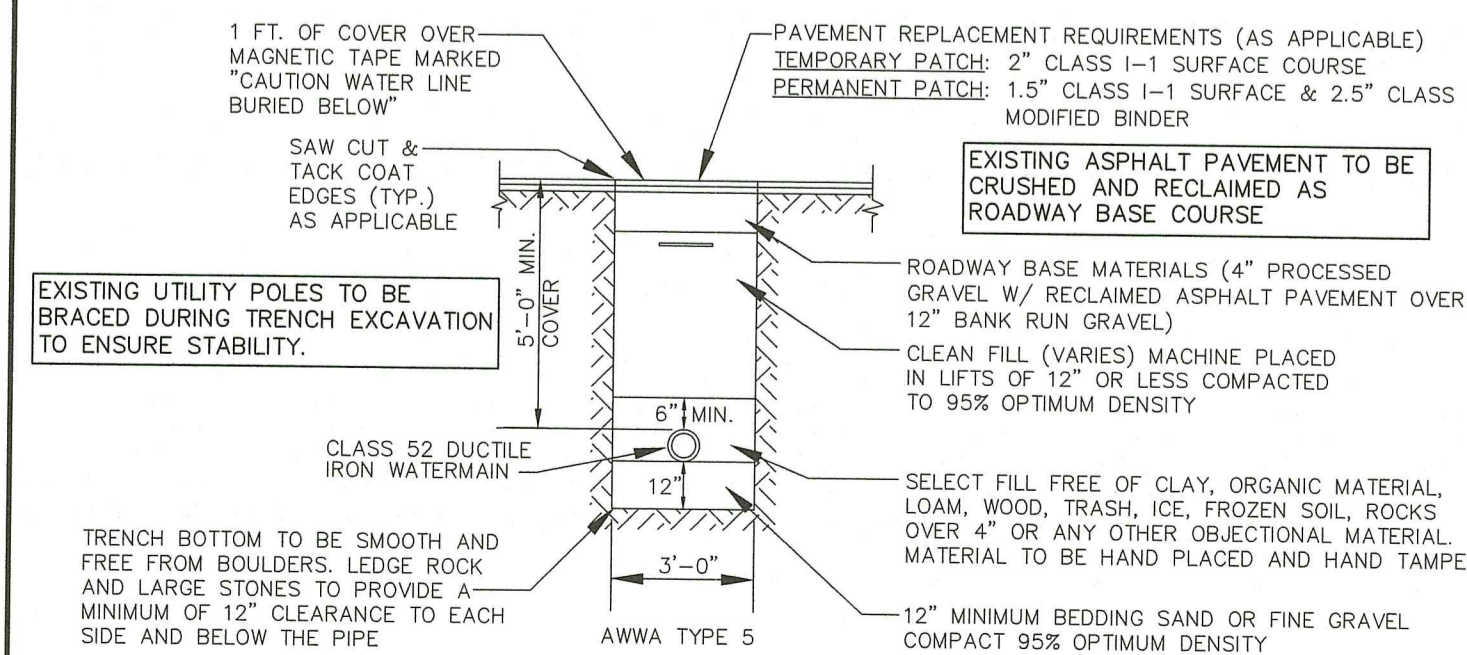 1 FT. OF COVER OVER
MAGNETIC TAPE MARKED
"CAUTION WATER LINE
BURIED BELOW"
PAVEMENT REPLACEMENT REQUIREMENTS (AS APPLICABLE)
TEMPORARY PATCH: 2" CLASS I-1 SURFACE COURSE
PERMANENT PATCH: 1.5" CLASS I-1 SURFACE & 2.5" CLASS
MODIFIED BINDER
SAW CUT &
TACK COAT
EDGES (TYP.)
AS APPLICABLE
EXISTING ASPHALT PAVEMENT TO BE
CRUSHED AND RECLAIMED AS
ROADWAY BASE COURSE
EXISTING UTILITY POLES TO BE
BRACED DURING TRENCH EXCAVATION
TO ENSURE STABILITY.
5'-0" MIN.
COVER
ROADWAY BASE MATERIALS (4" PROCESSED
GRAVEL W/ RECLAIMED ASPHALT PAVEMENT OVER
12" BANK RUN GRAVEL)
CLEAN FILL (VARIES) MACHINE PLACED
IN LIFTS OF 12" OR LESS COMPACTED
TO 95% OPTIMUM DENSITY
6" MIN.
CLASS 52 DUCTILE
IRON WATERMAIN
12"
SELECT FILL FREE OF CLAY, ORGANIC MATERIAL,
LOAM, WOOD, TRASH, ICE, FROZEN SOIL, ROCKS
OVER 4" OR ANY OTHER OBJECTIONAL MATERIAL.
MATERIAL TO BE HAND PLACED AND HAND TAMPE
TRENCH BOTTOM TO BE SMOOTH AND
FREE FROM BOULDERS. LEDGE ROCK
AND LARGE STONES TO PROVIDE A
MINIMUM OF 12" CLEARANCE TO EACH
SIDE AND BELOW THE PIPE
3'-0"
AWWA TYPE 5
12" MINIMUM BEDDING SAND OR FINE GRAVEL
COMPACT 95% OPTIMUM DENSITY